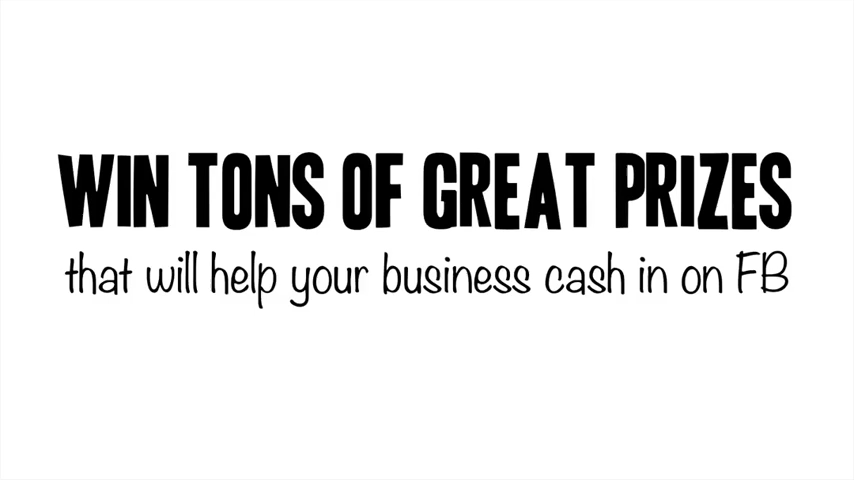 WIN TONS OF GREAT PRIZES
that will help your business cash in on FB